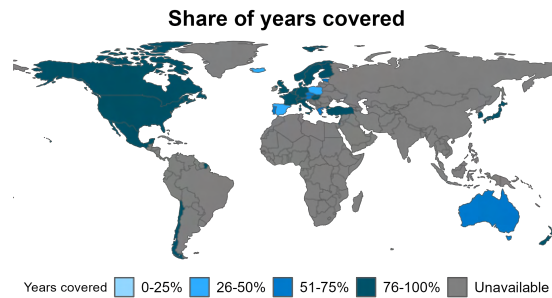 Share of years covered
Years covered 0-25% 26-50% 51-75% 76-100% Unavailable